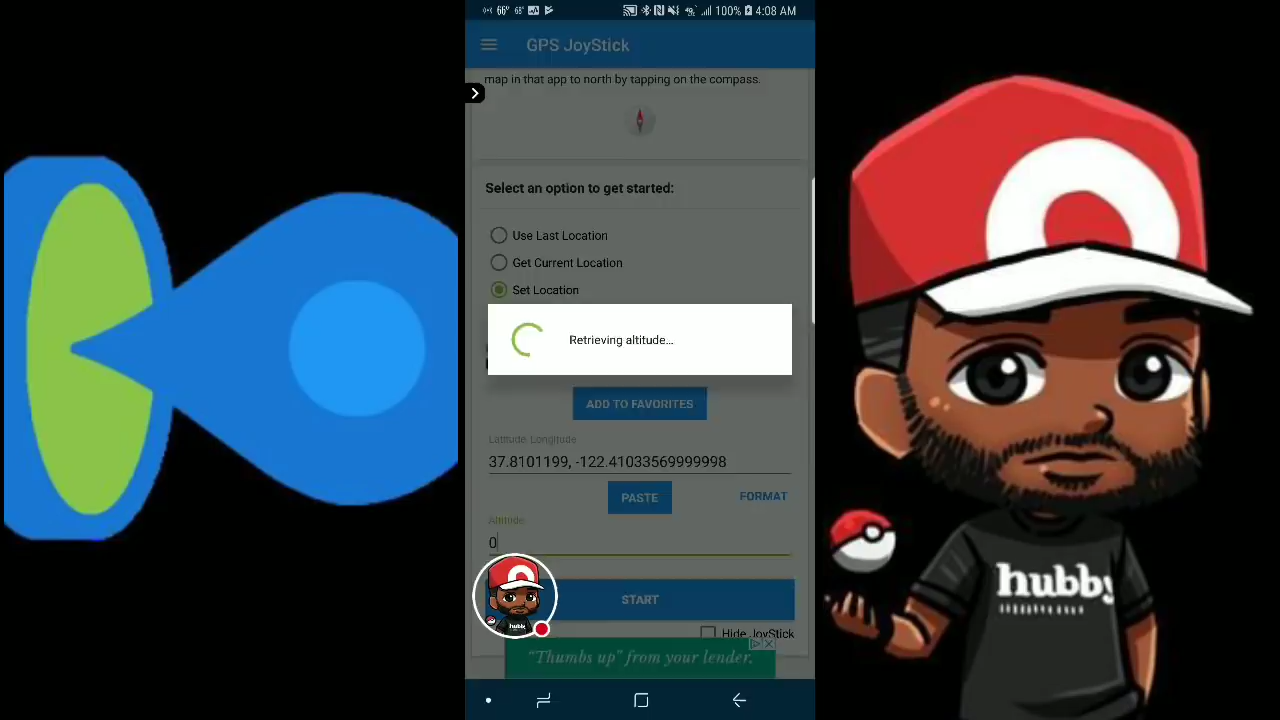 66° 68° 100% 4:08 AM
GPS JoyStick
map in that app to north by tapping on the compass.
Select an option to get started:
Use Last Location
Get Current Location
Set Location
Retrieving altitude...
ADD TO FAVORITES
Latitude, Longitude
37.8101199, -122.41033569999998
PASTE
FORMAT
Altitude
0
START
Hide JoyStick
"Thumbs up" from your lender.
hubby
hubby